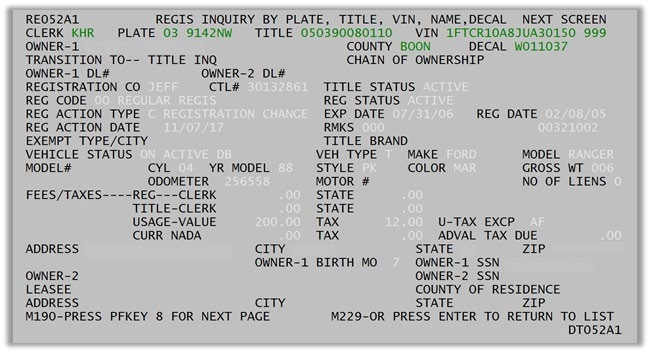 RE052A1 REGIS INQUIRY BY PLATE, TITLE, VIN, NAME,DECAL NEXT SCREEN
CLERK KHR PLATE 03 9142NW TITLE 050390080110 VIN 1FTCR10A8JUA30150 999
OWNER-1 COUNTY BOON DECAL W011037
TRANSITION TO-- TITLE INQ CHAIN OF OWNERSHIP
OWNER-1 DL# OWNER-2 DL#
REGISTRATION CO JEFF CTL# 30132861 TITLE STATUS ACTIVE
REG CODE 00 REGULAR REGIS REG STATUS ACTIVE
REG ACTION TYPE C REGISTRATION CHANGE EXP DATE 07/31/06 REG DATE 02/08/05
REG ACTION DATE 11/07/17 RMKS 000 00321002
EXEMPT TYPE/CITY TITLE BRAND
VEHICLE STATUS ON ACTIVE DB VEH TYPE T MAKE FORD MODEL RANGER
MODEL# CYL 04 YR MODEL 88 STYLE PK COLOR MAR GROSS WT 006
ODOMETER 256558 MOTOR # NO OF LIENS 0
FEES/TAXES----REG---CLERK .00 STATE .00
TITLE-CLERK .00 STATE .00
USAGE-VALUE 200.00 TAX 12.00 U-TAX EXCP AF
CURR NADA .00 TAX .00 ADVAL TAX DUE .00
ADDRESS CITY STATE ZIP
OWNER-1 BIRTH MO 7 OWNER-1 SSN
OWNER-2 OWNER-2 SSN
LEASEE COUNTY OF RESIDENCE
ADDRESS CITY STATE ZIP
M190-PRESS PFKEY 8 FOR NEXT PAGE M229-OR PRESS ENTER TO RETURN TO LIST
DT052A1